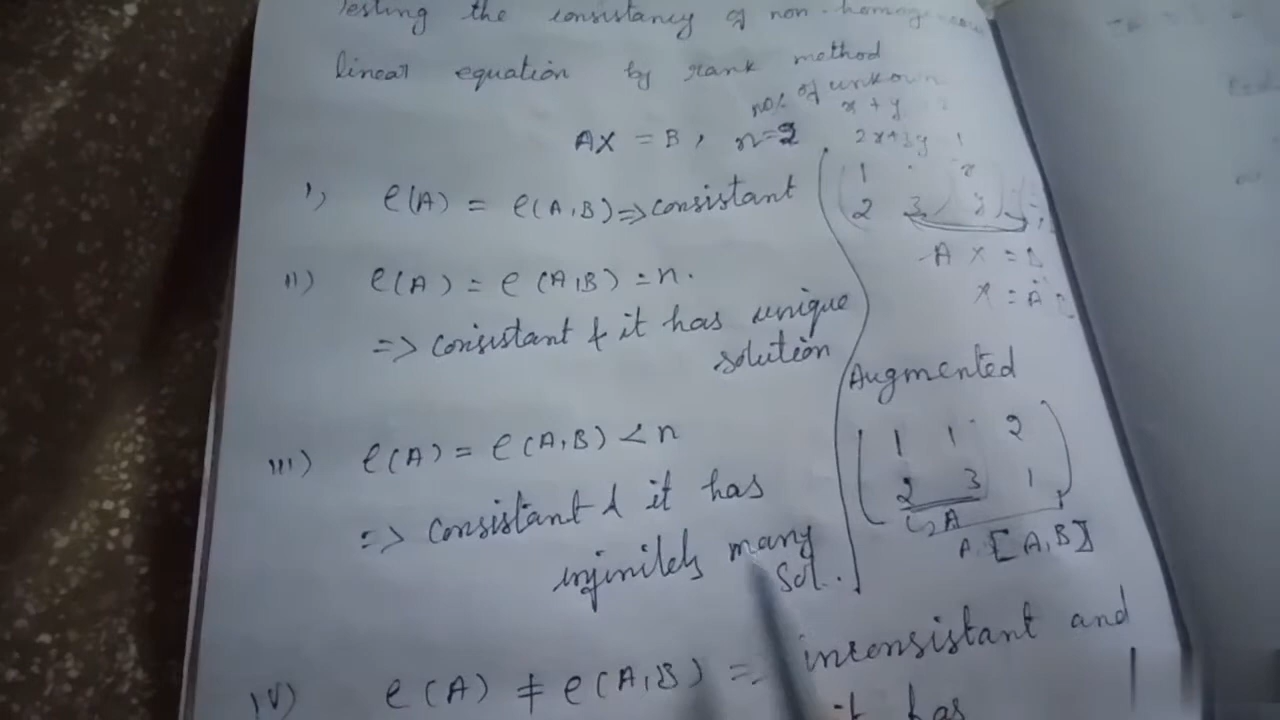 Testing the consistancy of non-homogeneous
linear equation by rank method
no. of unknown
AX = B, n=2
x + y
2x+3y 1
i) ρ(A) = ρ(A,B) => consistant
1
2 3
A X =
X = A
ii) ρ(A) = ρ(A,B) = n.
=> consistant & it has unique
solution
iii) ρ(A) = ρ(A,B) < n
=> consistant & it has
infinitely many
sol.
Augmented
1 1 2
2 3 1
A
A [A,B]
iv) ρ(A) ≠ ρ(A,B) => inconsistant and
it has